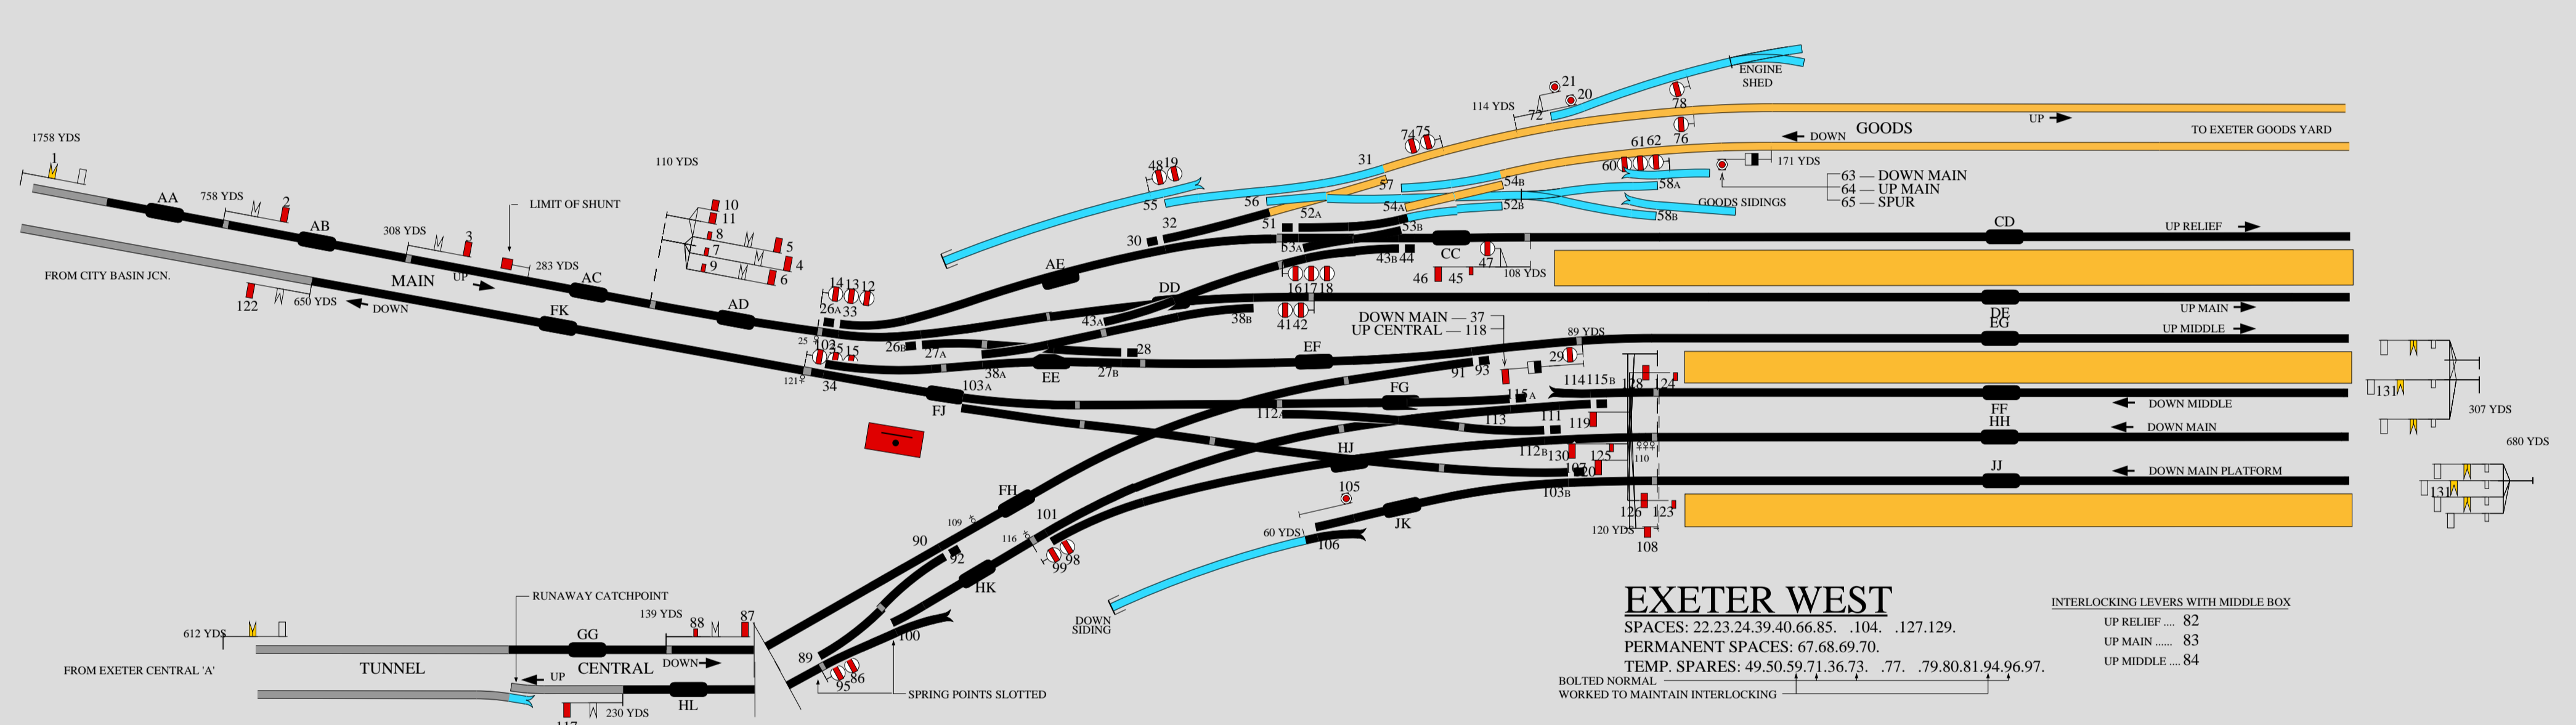 1758 YDS
1
AA
758 YDS
2
AB
308 YDS
3
LIMIT OF SHUNT
283 YDS
MAIN
UP
AC
110 YDS
10
11
8
7
9
5
4
6
AD
FROM CITY BASIN JCN.
122
650 YDS
DOWN
FK
14 13 12
26A 33
25
102
35 15
121
34
26B
27A
FJ
103A
48 19
55
30
32
AE
DD
43A
38A
EE
27B
28
38B
56
51
52A
53A
31
57
54A
53B
54B
52B
74 75
43B 44
CC
46
45
47
108 YDS
16 17 18
41 42
DOWN MAIN — 37
UP CENTRAL — 118
EF
89 YDS
29
91
93
114 YDS
72
21
20
78
76
ENGINE
SHED
61 62
60
58A
58B
GOODS SIDINGS
171 YDS
63 — DOWN MAIN
64 — UP MAIN
65 — SPUR
DOWN
GOODS
UP
TO EXETER GOODS YARD
CD
UP RELIEF
DE
UP MAIN
EG
UP MIDDLE
FF
DOWN MIDDLE
HH
DOWN MAIN
JJ
DOWN MAIN PLATFORM
131
307 YDS
680 YDS
131
FG
112A
115A
113
111
114 115B
119
128
124
112B
130
125
110
107
120
103B
126
123
120 YDS
108
HJ
105
JK
60 YDS
106
DOWN
SIDING
FH
109
101
116
99
98
90
92
HK
100
89
95
86
SPRING POINTS SLOTTED
RUNAWAY CATCHPOINT
139 YDS
88
87
612 YDS
GG
FROM EXETER CENTRAL 'A'
TUNNEL
CENTRAL
DOWN
UP
HL
230 YDS
117
EXETER WEST
SPACES: 22.23.24.39.40.66.85. .104. .127.129.
PERMANENT SPACES: 67.68.69.70.
TEMP. SPARES: 49.50.59.71.36.73. .77. .79.80.81.94.96.97.
BOLTED NORMAL
WORKED TO MAINTAIN INTERLOCKING
INTERLOCKING LEVERS WITH MIDDLE BOX
UP RELIEF .... 82
UP MAIN ...... 83
UP MIDDLE .... 84